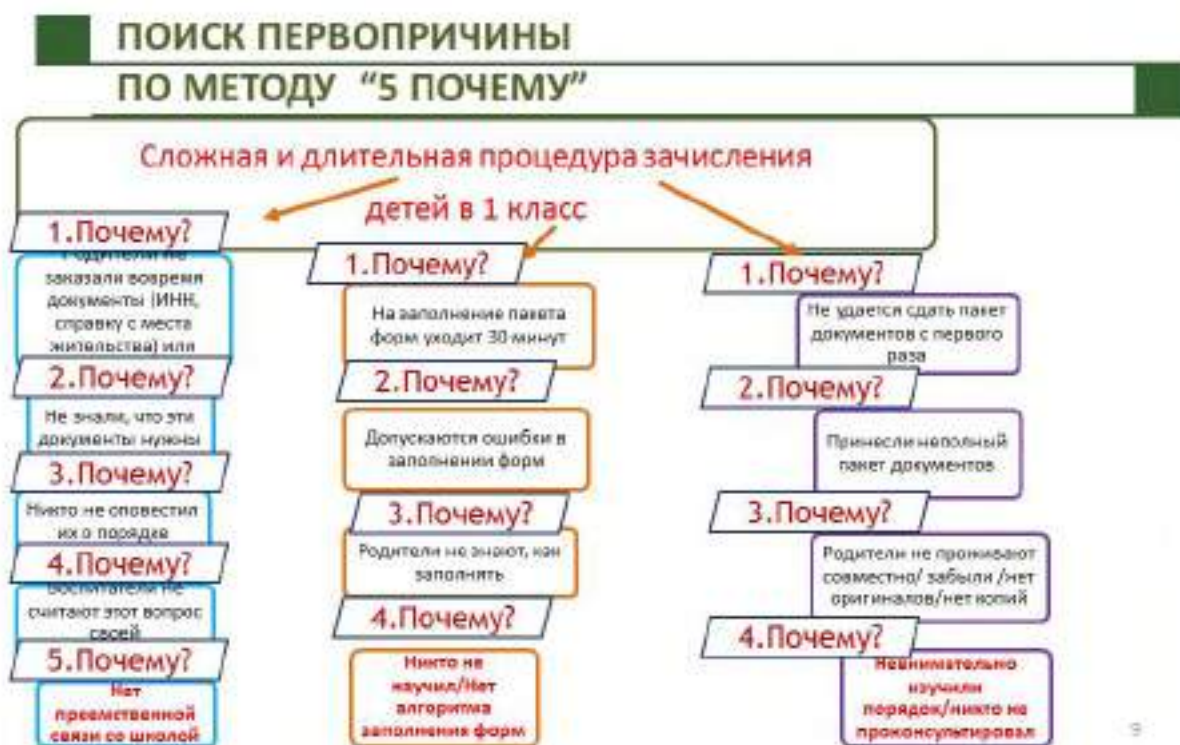 ПОИСК ПЕРВОПРИЧИНЫ
ПО МЕТОДУ "5 ПОЧЕМУ"
Сложная и длительная процедура зачисления
детей в 1 класс
1.Почему?
Родители не
заказали вовремя
документы (ИНН,
справку с места
жительства) или
2.Почему?
Не знали, что эти
документы нужны
3.Почему?
Никто не оповестил
их о порядке
4.Почему?
Воспитатели не
считают этот вопрос
своей
5.Почему?
Нет
преемственной
связи со школой
1.Почему?
На заполнение пакета
форм уходит 30 минут
2.Почему?
Допускаются ошибки в
заполнении форм
3.Почему?
Родители не знают, как
заполнять
4.Почему?
Никто не
научил/Нет
алгоритма
заполнения форм
1.Почему?
Не удается сдать пакет
документов с первого
раза
2.Почему?
Принесли неполный
пакет документов
3.Почему?
Родители не проживают
совместно/ забыли /нет
оригиналов/нет копий
4.Почему?
Невнимательно
изучили
порядок/никто не
проконсультировал
9